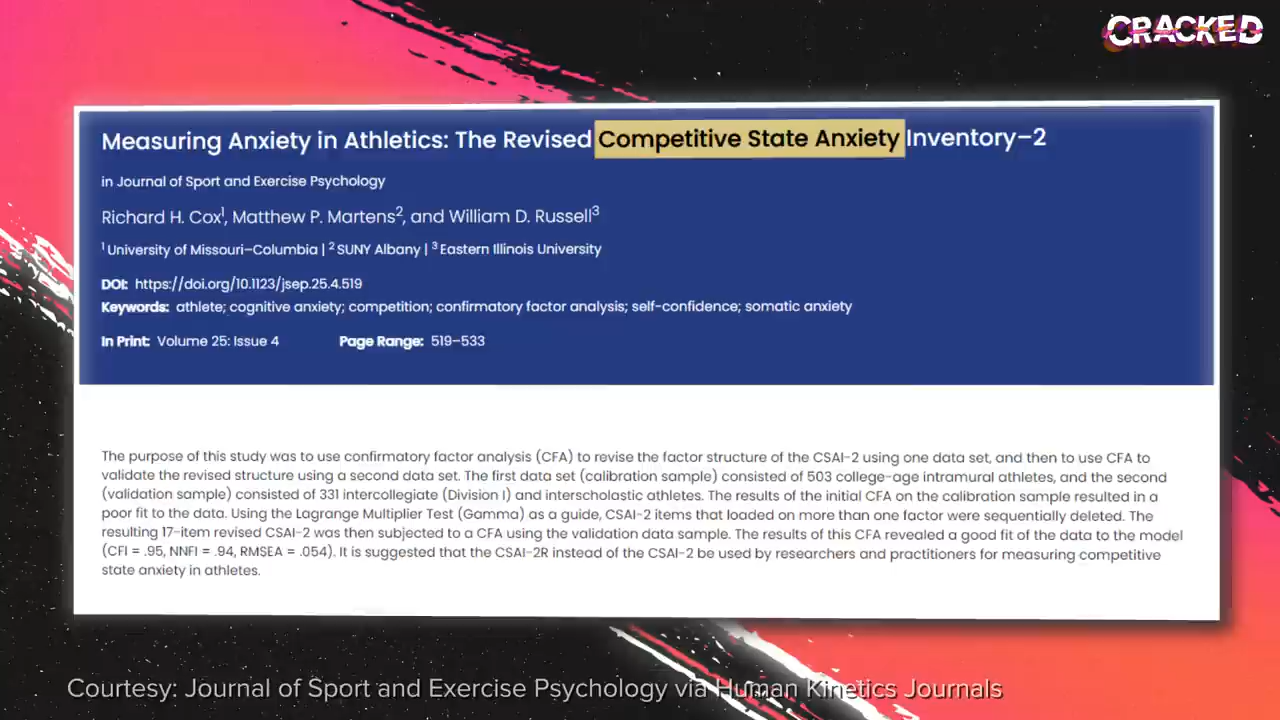 CRACKED
Measuring Anxiety in Athletics: The Revised Competitive State Anxiety Inventory–2
in Journal of Sport and Exercise Psychology
Richard H. Cox¹, Matthew P. Martens², and William D. Russell³
¹ University of Missouri–Columbia | ² SUNY Albany | ³ Eastern Illinois University
DOI: https://doi.org/10.1123/jsep.25.4.519
Keywords: athlete; cognitive anxiety; competition; confirmatory factor analysis; self-confidence; somatic anxiety
In Print: Volume 25: Issue 4 Page Range: 519–533
The purpose of this study was to use confirmatory factor analysis (CFA) to revise the factor structure of the CSAI-2 using one data set, and then to use CFA to
validate the revised structure using a second data set. The first data set (calibration sample) consisted of 503 college-age intramural athletes, and the second
(validation sample) consisted of 331 intercollegiate (Division I) and interscholastic athletes. The results of the initial CFA on the calibration sample resulted in a
poor fit to the data. Using the Lagrange Multiplier Test (Gamma) as a guide, CSAI-2 items that loaded on more than one factor were sequentially deleted. The
resulting 17-item revised CSAI-2 was then subjected to a CFA using the validation data sample. The results of this CFA revealed a good fit of the data to the model
(CFI = .95, NNFI = .94, RMSEA = .054). It is suggested that the CSAI-2R instead of the CSAI-2 be used by researchers and practitioners for measuring competitive
state anxiety in athletes.
Courtesy: Journal of Sport and Exercise Psychology via Human Kinetics Journals